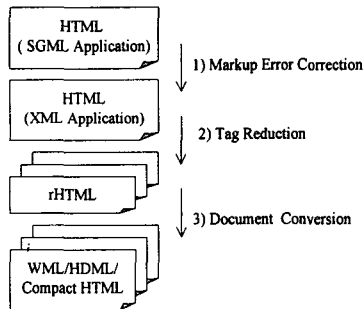 HTML
( SGML Application)
1) Markup Error Correction
HTML
(XML Application)
2) Tag Reduction
rHTML
3) Document Conversion
WML/HDML/
Compact HTML